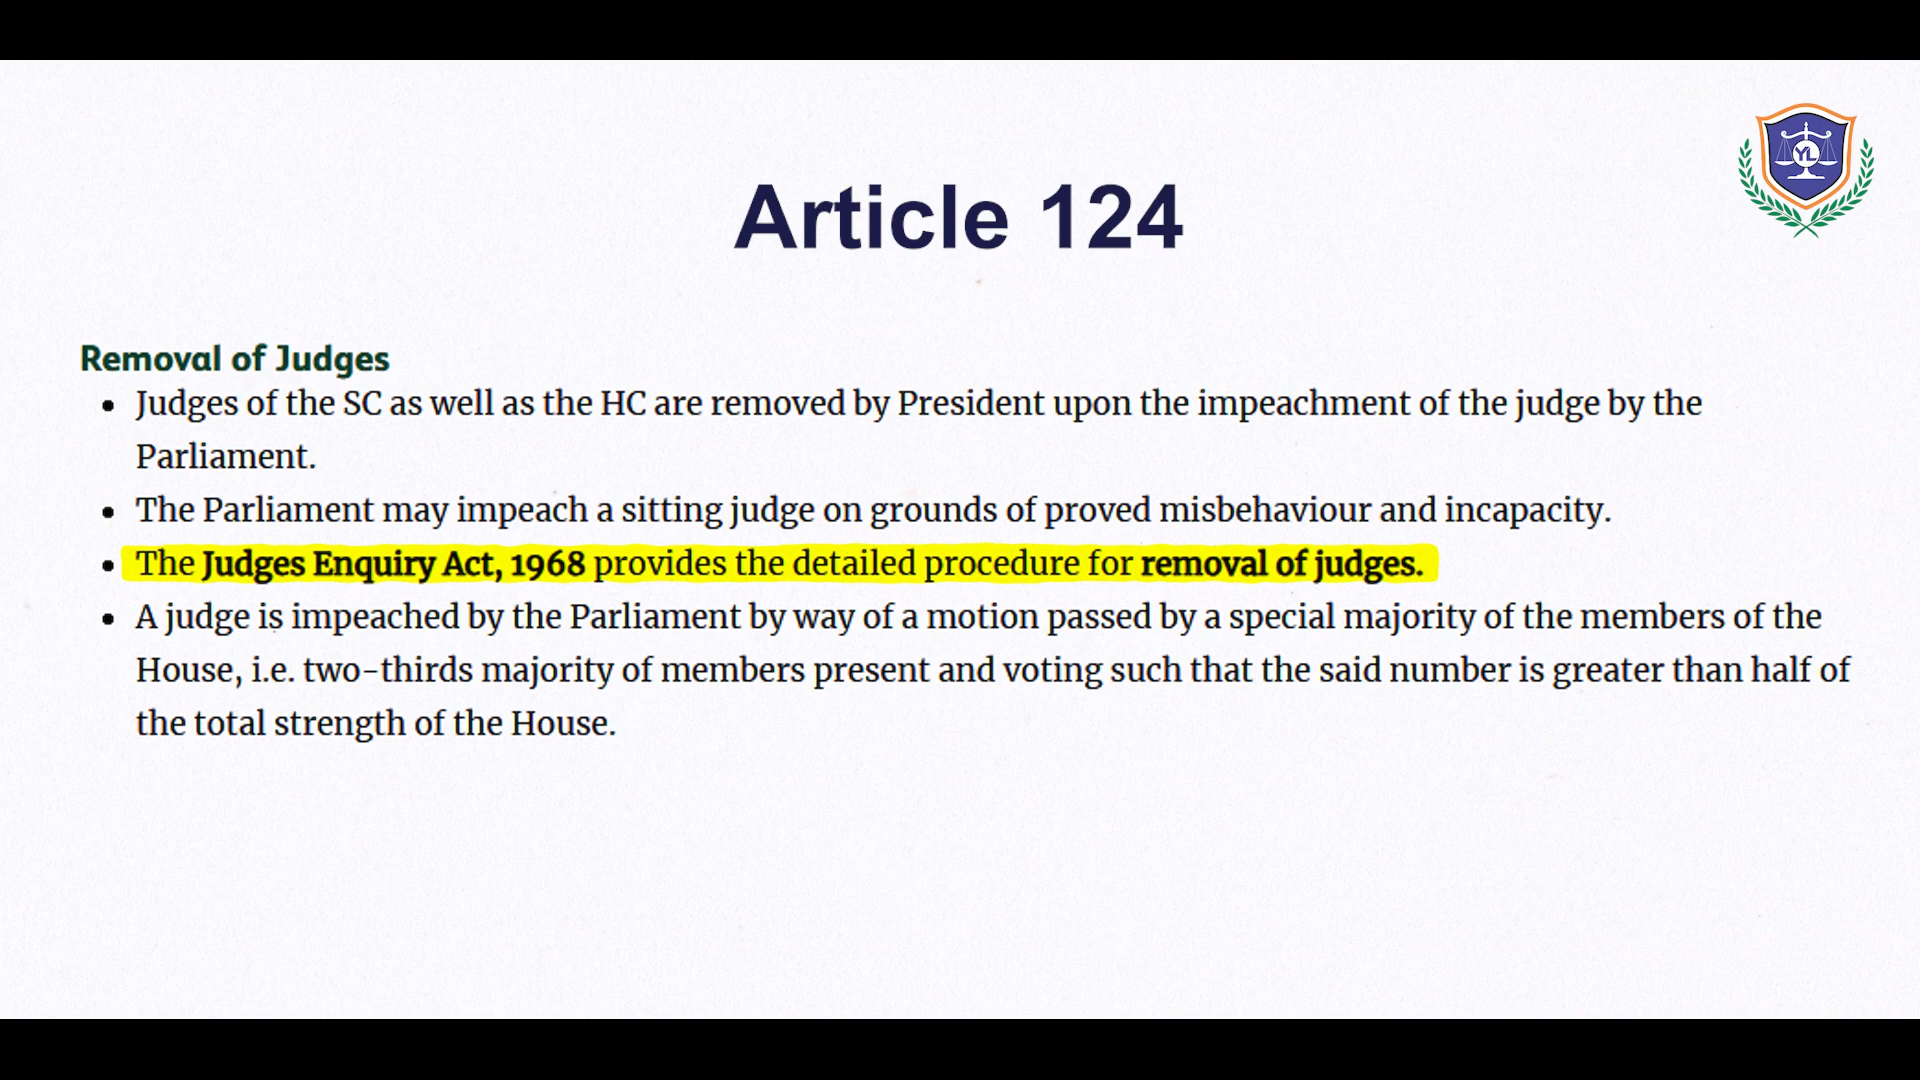 YL
Article 124
Removal of Judges
• Judges of the SC as well as the HC are removed by President upon the impeachment of the judge by the
Parliament.
• The Parliament may impeach a sitting judge on grounds of proved misbehaviour and incapacity.
• The Judges Enquiry Act, 1968 provides the detailed procedure for removal of judges.
• A judge is impeached by the Parliament by way of a motion passed by a special majority of the members of the
House, i.e. two-thirds majority of members present and voting such that the said number is greater than half of
the total strength of the House.